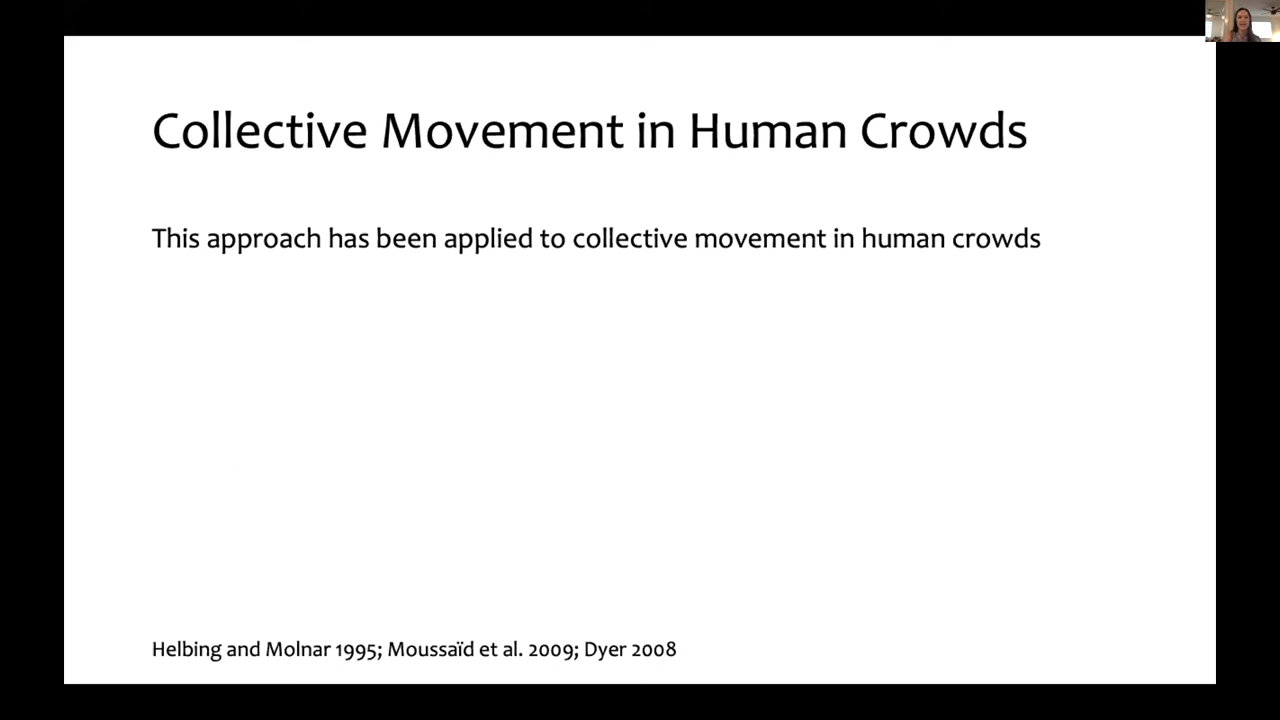 Collective Movement in Human Crowds
This approach has been applied to collective movement in human crowds
Helbing and Molnar 1995; Moussaïd et al. 2009; Dyer 2008